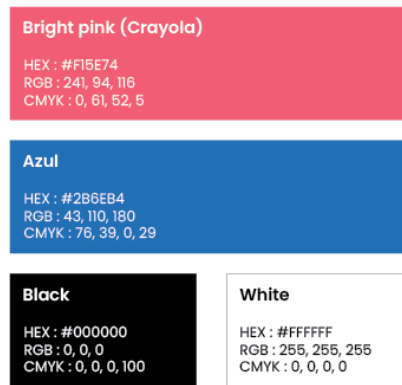 Bright pink (Crayola)
HEX : #F15E74
RGB : 241, 94, 116
CMYK : 0, 61, 52, 5
Azul
HEX : #2B6EB4
RGB : 43, 110, 180
CMYK : 76, 39, 0, 29
Black
HEX : #000000
RGB : 0, 0, 0
CMYK : 0, 0, 0, 100
White
HEX : #FFFFFF
RGB : 255, 255, 255
CMYK : 0, 0, 0, 0